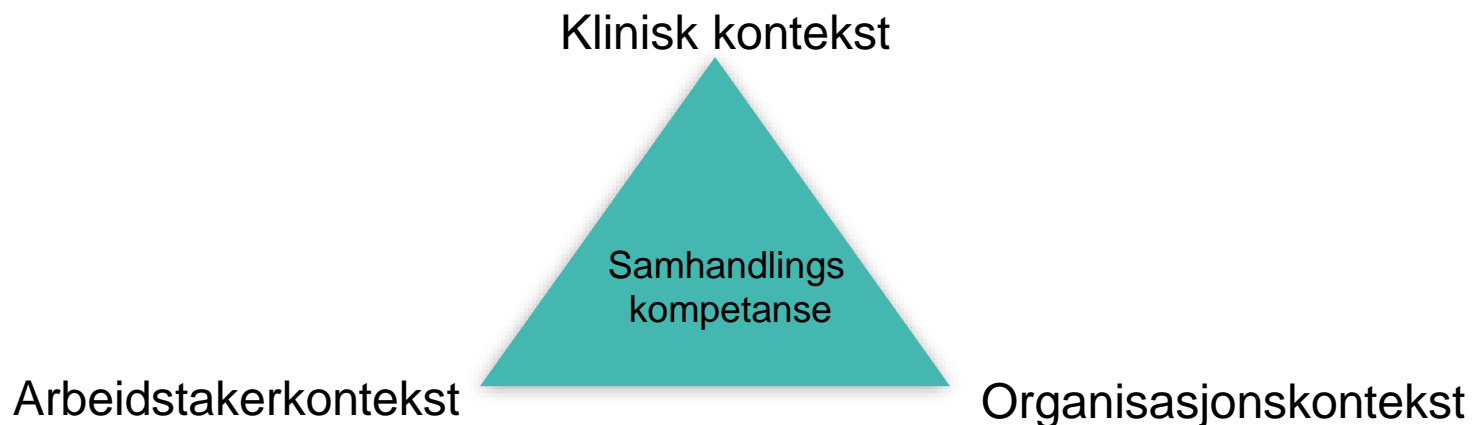 Klinisk kontekst
Samhandlings
kompetanse
Arbeidstakerkontekst
Organisasjonskontekst